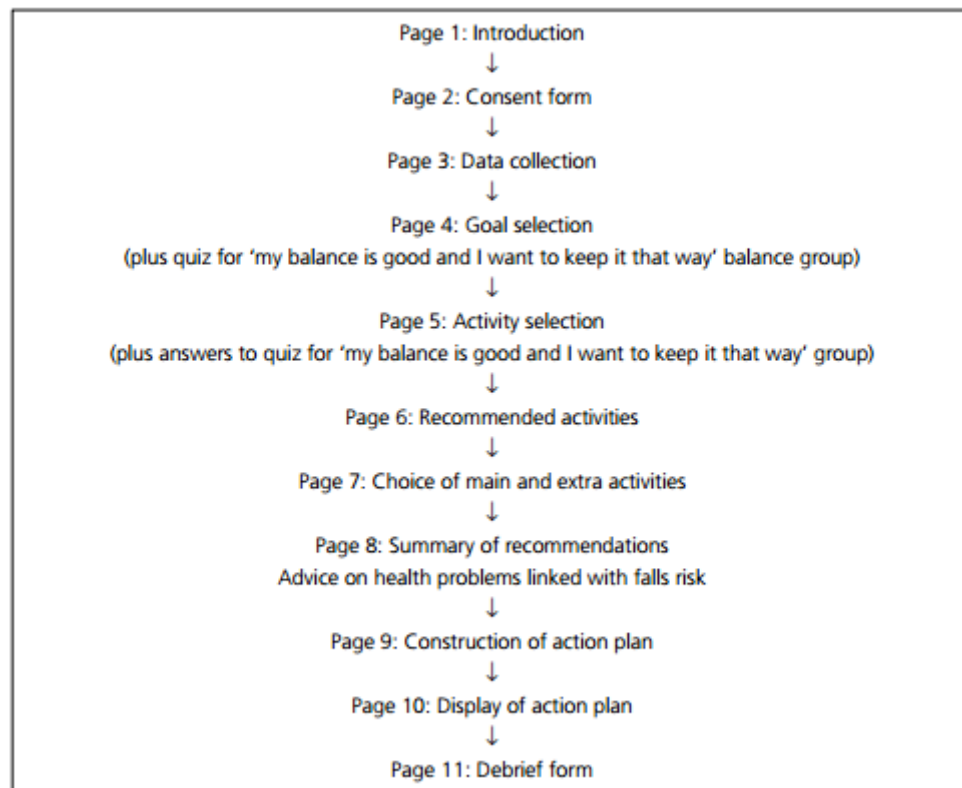 Page 1: Introduction
↓
Page 2: Consent form
↓
Page 3: Data collection
↓
Page 4: Goal selection
(plus quiz for ‘my balance is good and I want to keep it that way’ balance group)
↓
Page 5: Activity selection
(plus answers to quiz for ‘my balance is good and I want to keep it that way’ group)
↓
Page 6: Recommended activities
↓
Page 7: Choice of main and extra activities
↓
Page 8: Summary of recommendations
Advice on health problems linked with falls risk
↓
Page 9: Construction of action plan
↓
Page 10: Display of action plan
↓
Page 11: Debrief form